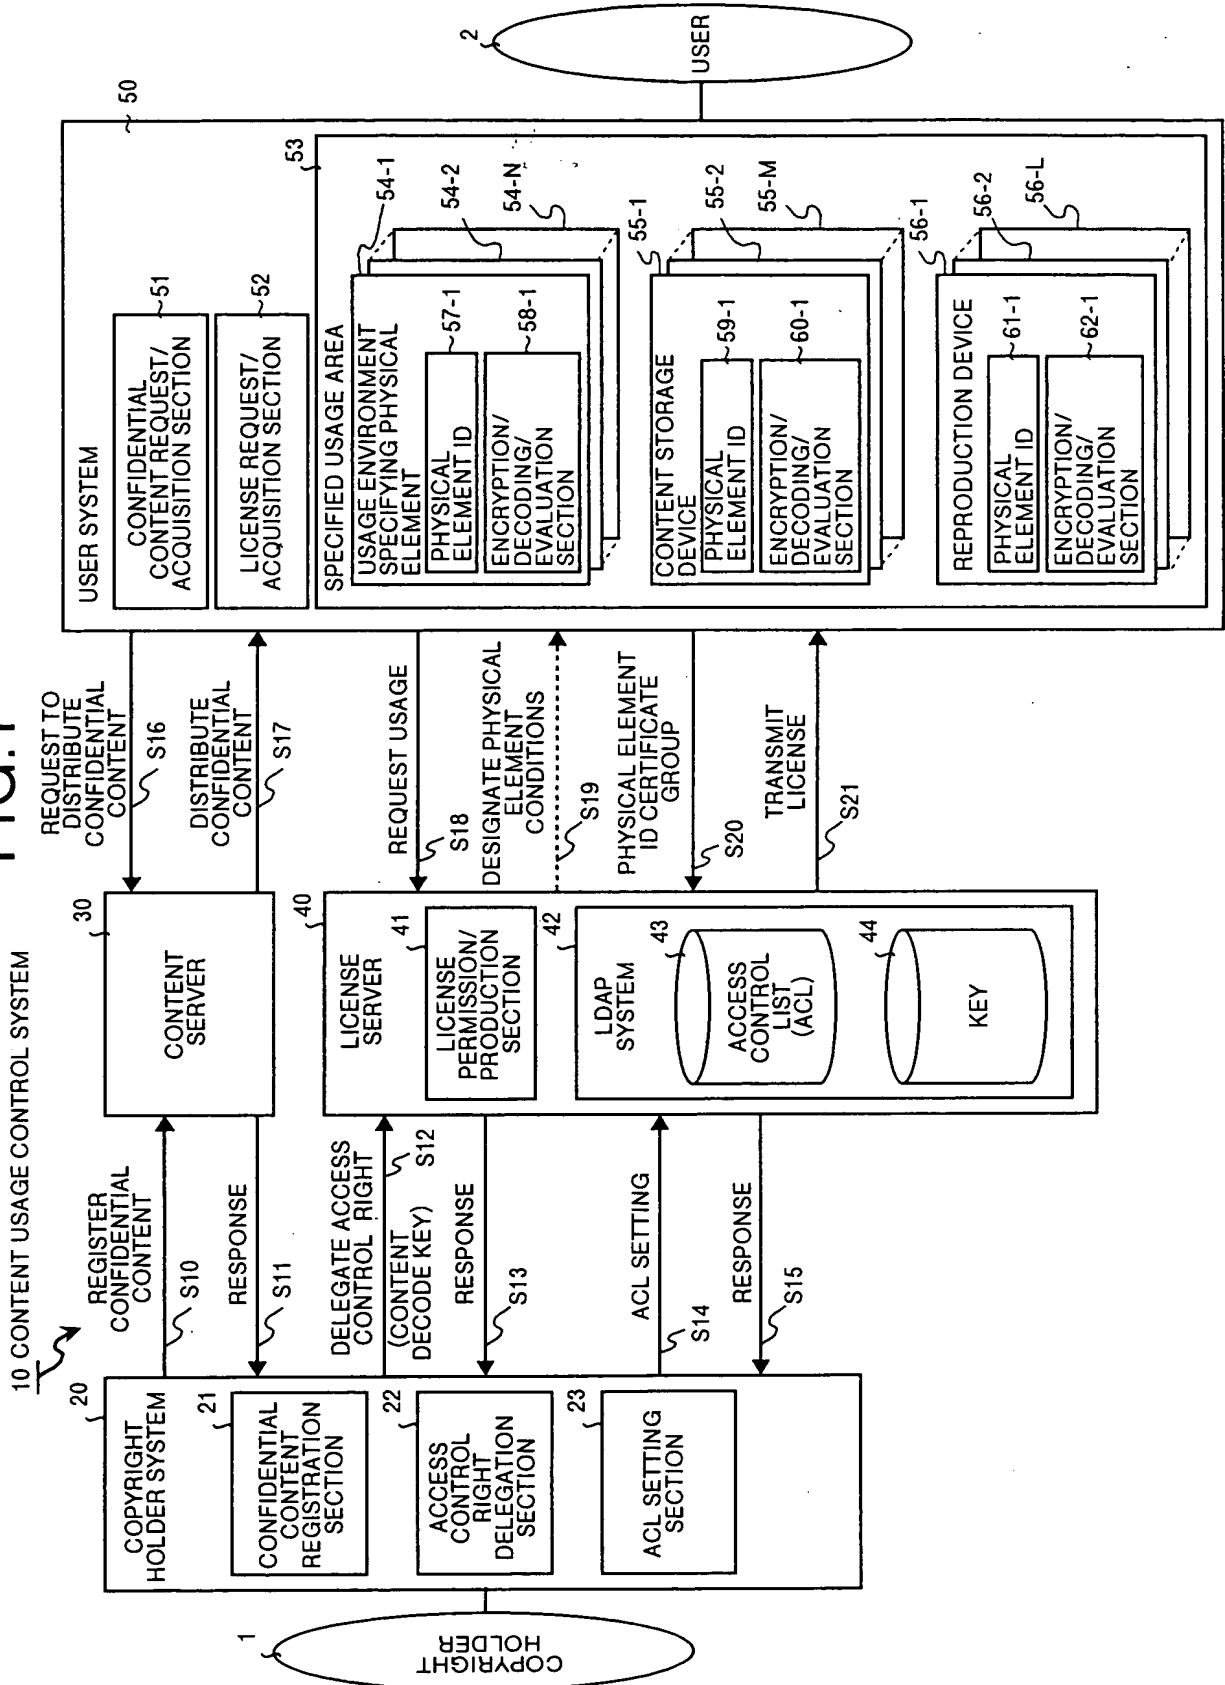 FIG.1
10 CONTENT USAGE CONTROL SYSTEM
1
COPYRIGHT
HOLDER
20
COPYRIGHT
HOLDER SYSTEM
21
CONFIDENTIAL
CONTENT
REGISTRATION
SECTION
22
ACCESS
CONTROL
RIGHT
DELEGATION
SECTION
23
ACL SETTING
SECTION
REGISTER
CONFIDENTIAL
CONTENT
S10
RESPONSE
S11
DELEGATE ACCESS
CONTROL RIGHT
(CONTENT
DECODE KEY)
S12
RESPONSE
S13
ACL SETTING
S14
RESPONSE
S15
30
CONTENT
SERVER
40
LICENSE
SERVER
41
LICENSE
PERMISSION/
PRODUCTION
SECTION
42
LDAP
SYSTEM
43
ACCESS
CONTROL
LIST
(ACL)
44
KEY
REQUEST TO
DISTRIBUTE
CONFIDENTIAL
CONTENT
S16
DISTRIBUTE
CONFIDENTIAL
CONTENT
S17
REQUEST USAGE
S18
DESIGNATE PHYSICAL
ELEMENT
CONDITIONS
S19
PHYSICAL ELEMENT
ID CERTIFICATE
GROUP
S20
TRANSMIT
LICENSE
S21
50
USER SYSTEM
CONFIDENTIAL
CONTENT REQUEST/
ACQUISITION SECTION
51
LICENSE REQUEST/
ACQUISITION SECTION
52
53
SPECIFIED USAGE AREA
USAGE ENVIRONMENT
SPECIFYING PHYSICAL
ELEMENT
54-1
54-2
54-N
PHYSICAL
ELEMENT ID
57-1
ENCRYPTION/
DECODING/
EVALUATION
SECTION
58-1
CONTENT STORAGE
DEVICE
55-1
55-2
55-M
PHYSICAL
ELEMENT ID
59-1
ENCRYPTION/
DECODING/
EVALUATION
SECTION
60-1
REPRODUCTION DEVICE
56-1
56-2
56-L
PHYSICAL
ELEMENT ID
61-1
ENCRYPTION/
DECODING/
EVALUATION
SECTION
62-1
2
USER